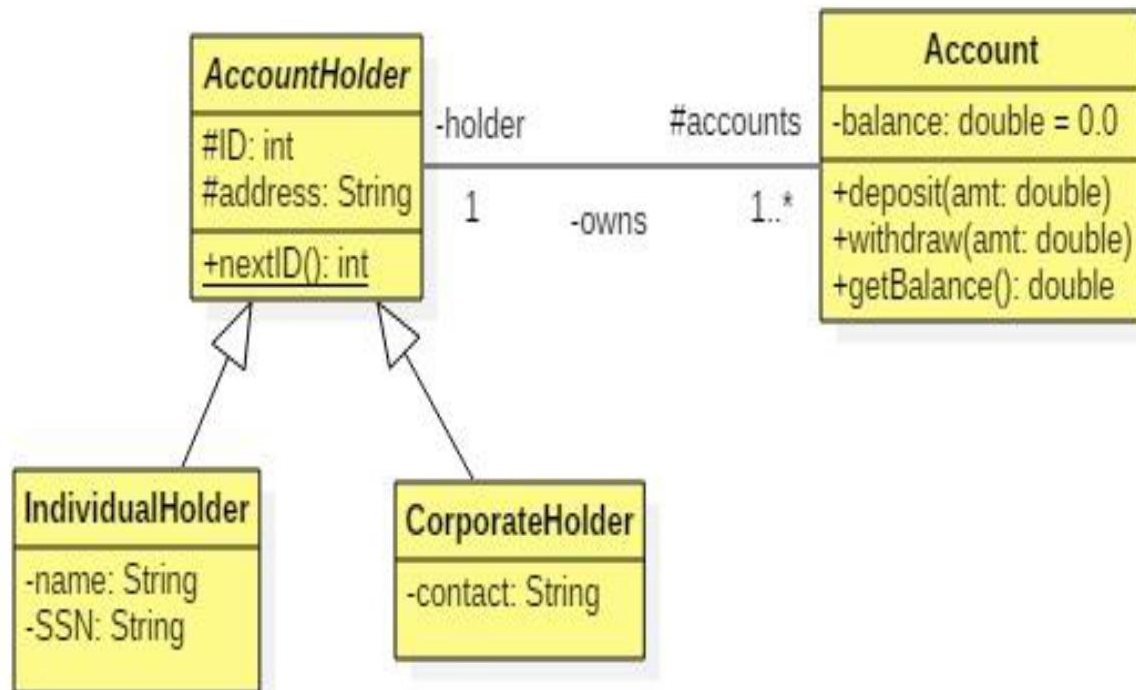 AccountHolder
#ID: int
#address: String
+nextID(): int
-holder
1
-owns
#accounts
1..*
Account
-balance: double = 0.0
+deposit(amt: double)
+withdraw(amt: double)
+getBalance(): double
IndividualHolder
-name: String
-SSN: String
CorporateHolder
-contact: String